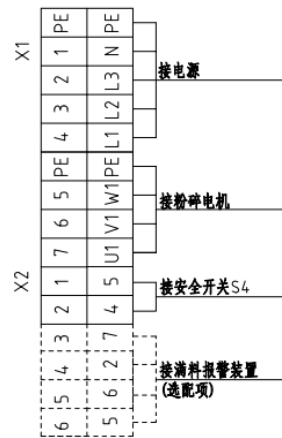 X1
PE PE
1 N
2 L3
3 L2
4 L1
接电源
PE PE
5 W1
6 V1
7 U1
接粉碎电机
X2
1 5
2 4
接安全开关S4
3 7
4 2
5 6
6 5
接满料报警装置
(选配项)